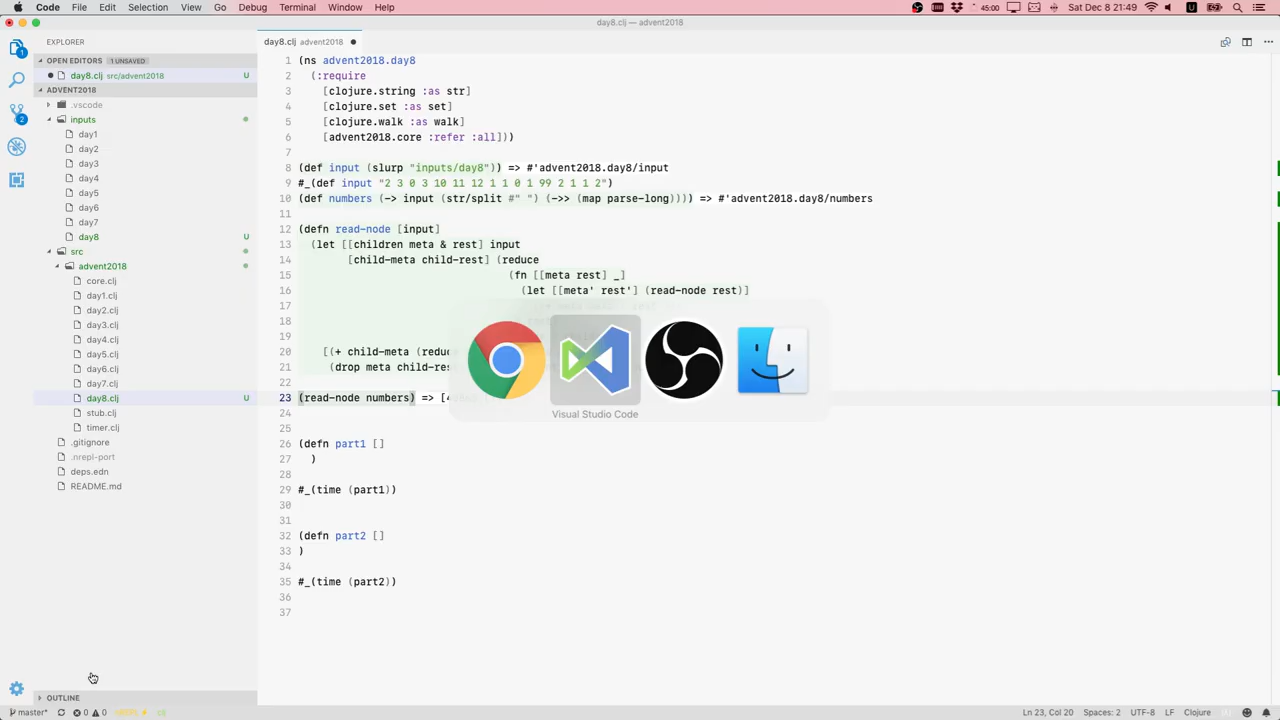 Code File Edit Selection View Go Debug Terminal Window Help 45:00 Sat Dec 8 21:49
day8.clj — advent2018
EXPLORER
OPEN EDITORS 1 UNSAVED
day8.clj src/advent2018 U
ADVENT2018
.vscode
inputs
day1
day2
day3
day4
day5
day6
day7
day8 U
src
advent2018
core.clj
day1.clj
day2.clj
day3.clj
day4.clj
day5.clj
day6.clj
day7.clj
day8.clj U
stub.clj
timer.clj
.gitignore
.nrepl-port
deps.edn
README.md
OUTLINE
day8.clj advent2018
1 (ns advent2018.day8
2 (:require
3 [clojure.string :as str]
4 [clojure.set :as set]
5 [clojure.walk :as walk]
6 [advent2018.core :refer :all]))
7
8 (def input (slurp "inputs/day8")) => #'advent2018.day8/input
9 #_(def input "2 3 0 3 10 11 12 1 1 0 1 99 2 1 1 2")
10 (def numbers (-> input (str/split #" ") (->> (map parse-long)))) => #'advent2018.day8/numbers
11
12 (defn read-node [input]
13 (let [[children meta & rest] input
14 [child-meta child-rest] (reduce
15 (fn [[meta rest] _]
16 (let [[meta' rest'] (read-node rest)]
17
18
19
20 [(+ child-meta (reduc
21 (drop meta child-res
22
23 (read-node numbers) => [4
24
25
26 (defn part1 []
27 )
28
29 #_(time (part1))
30
31
32 (defn part2 []
33 )
34
35 #_(time (part2))
36
37
Visual Studio Code
master* 0 0 Ln 23, Col 20 Spaces: 2 UTF-8 LF Clojure